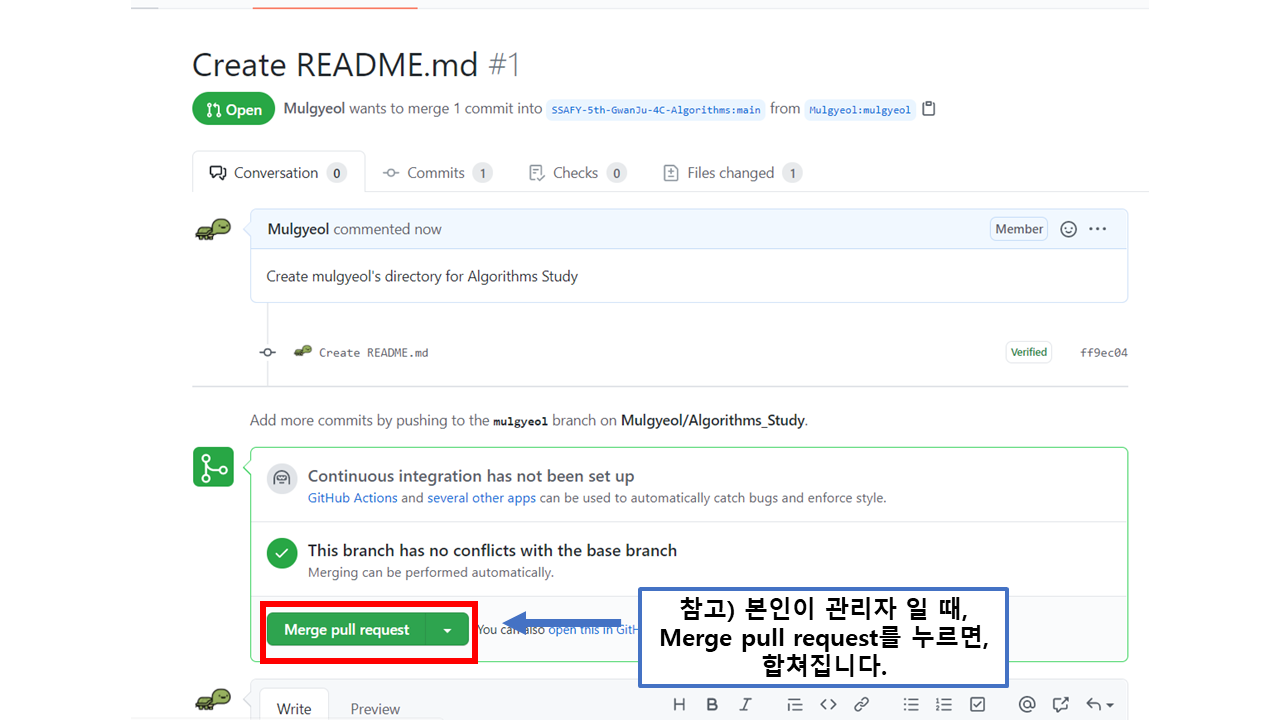 Create README.md #1
Open Mulgyeol wants to merge 1 commit into SSAFY-5th-GwanJu-4C-Algorithms:main from Mulgyeol:mulgyeol
Conversation 0 Commits 1 Checks 0 Files changed 1
Mulgyeol commented now Member
Create mulgyeol's directory for Algorithms Study
Create README.md Verified ff9ec04
Add more commits by pushing to the mulgyeol branch on Mulgyeol/Algorithms_Study.
Continuous integration has not been set up
GitHub Actions and several other apps can be used to automatically catch bugs and enforce style.
This branch has no conflicts with the base branch
Merging can be performed automatically.
Merge pull request You can also open this in
참고) 본인이 관리자 일 때,
Merge pull request를 누르면,
합쳐집니다.
Write Preview H B I